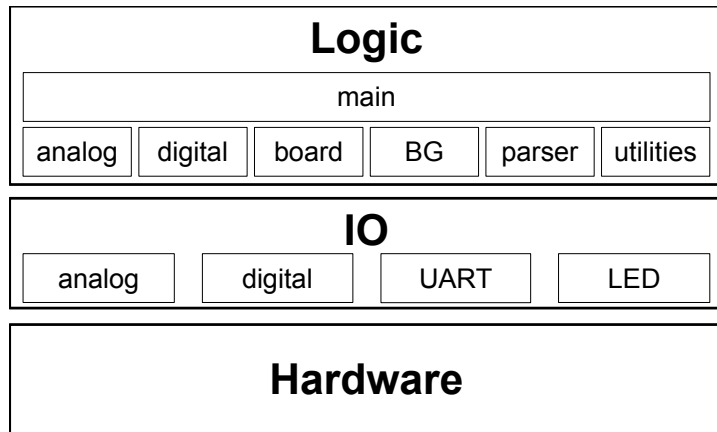 Logic
main
analog digital board BG parser utilities
IO
analog digital UART LED
Hardware